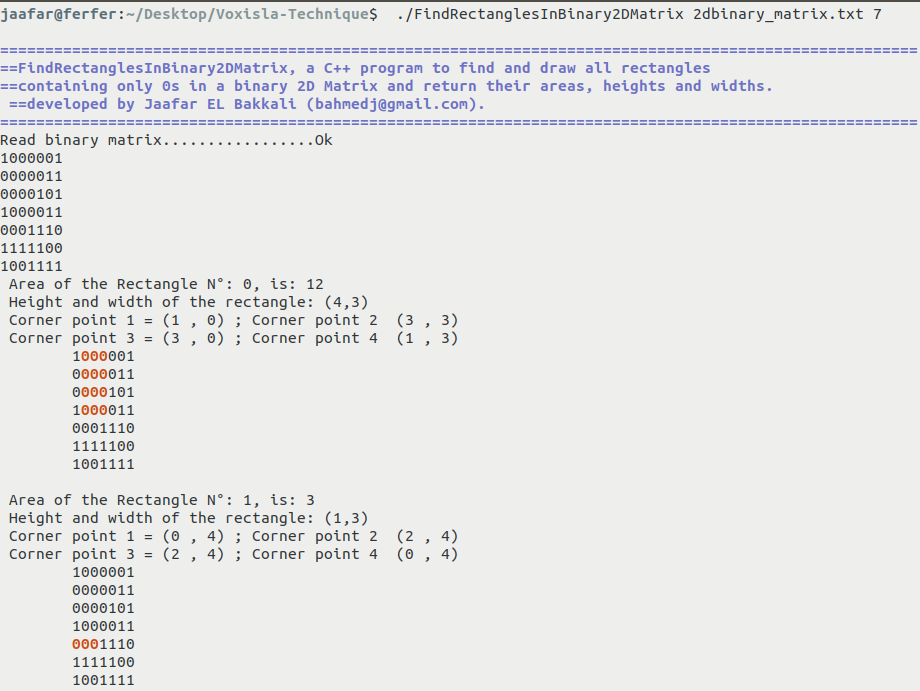 jaafar@ferfer:~/Desktop/Voxisla-Technique$  ./FindRectanglesInBinary2DMatrix 2dbinary_matrix.txt 7
======================================================================================================
==FindRectanglesInBinary2DMatrix, a C++ program to find and draw all rectangles
==containing only 0s in a binary 2D Matrix and return their areas, heights and widths.
 ==developed by Jaafar EL Bakkali (bahmedj@gmail.com).
======================================================================================================
Read binary matrix.................Ok
1000001
0000011
0000101
1000011
0001110
1111100
1001111
 Area of the Rectangle N°: 0, is: 12
 Height and width of the rectangle: (4,3)
 Corner point 1 = (1 , 0) ; Corner point 2  (3 , 3)
 Corner point 3 = (3 , 0) ; Corner point 4  (1 , 3)
        1000001
        0000011
        0000101
        1000011
        0001110
        1111100
        1001111
 Area of the Rectangle N°: 1, is: 3
 Height and width of the rectangle: (1,3)
 Corner point 1 = (0 , 4) ; Corner point 2  (2 , 4)
 Corner point 3 = (2 , 4) ; Corner point 4  (0 , 4)
        1000001
        0000011
        0000101
        1000011
        0001110
        1111100
        1001111